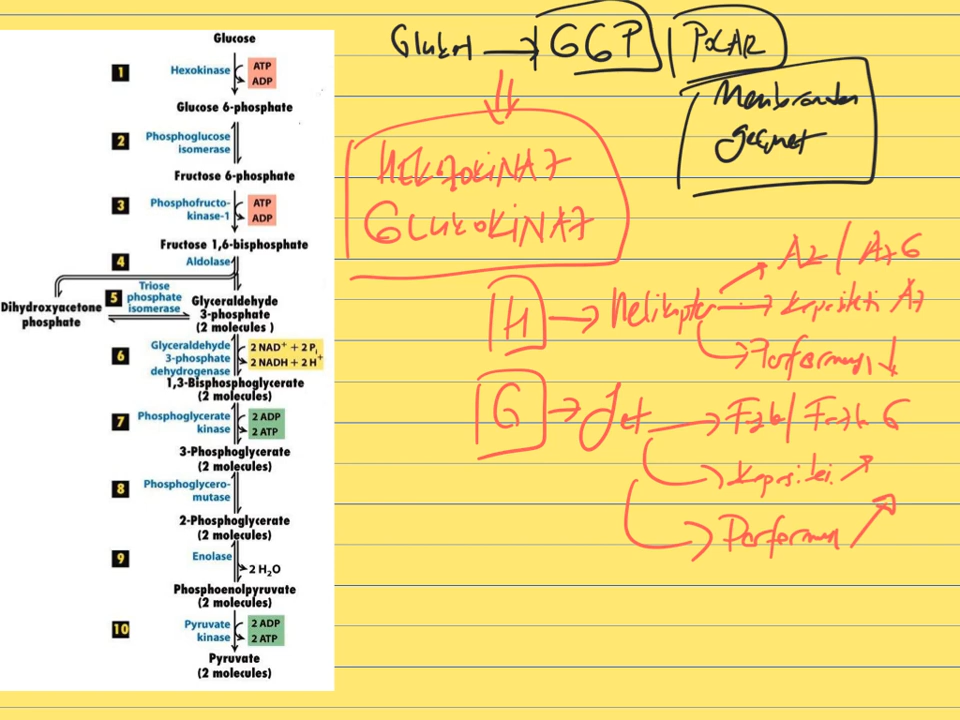 Glucose
1 Hexokinase ATP
ADP
Glucose 6-phosphate
2 Phosphoglucose
isomerase
Fructose 6-phosphate
3 Phosphofructo-
kinase-1
ATP
ADP
Fructose 1,6-bisphosphate
4 Aldolase
5 Triose
phosphate
isomerase
Dihydroxyacetone
phosphate
Glyceraldehyde
3-phosphate
(2 molecules )
6 Glyceraldehyde
3-phosphate
dehydrogenase
2 NAD+ + 2 Pi
2 NADH + 2 H+
1,3-Bisphosphoglycerate
(2 molecules)
7 Phosphoglycerate
kinase
2 ADP
2 ATP
3-Phosphoglycerate
(2 molecules)
8 Phosphoglycero-
mutase
2-Phosphoglycerate
(2 molecules)
9 Enolase
2 H2O
Phosphoenolpyruvate
(2 molecules)
10 Pyruvate
kinase
2 ADP
2 ATP
Pyruvate
(2 molecules)
→ G6P POLAR
Membrandan
geçmez
HEKZOKİNAZ
GLUKOKİNAZ
H → Helikopter → Az / Az G
→ Kapasitesi Az
→ Performans ↓
G → Jet → Fazla / Fazla G
→ Kapasitesi ↗
→ Performans ↗